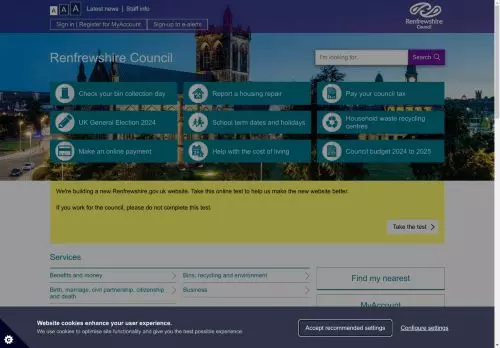 A A A Latest news | Staff info
Sign in | Register for MyAccount Sign-up to e-alerts
Renfrewshire Council
Renfrewshire Council
I'm looking for.. Search
Check your bin collection day
Report a housing repair
Pay your council tax
UK General Election 2024
School term dates and holidays
Household waste recycling
centres
Make an online payment
Help with the cost of living
Council budget 2024 to 2025
We're building a new Renfrewshire.gov.uk website. Take this online test to help us make the new website better.
If you work for the council, please do not complete this test.
Take the test
Services
Benefits and money
Bins, recycling and environment
Find my nearest
Birth, marriage, civil partnership, citizenship
and death
Business
MyAccount
Website cookies enhance your user experience.
We use cookies to optimise site functionality and give you the best possible experience.
Accept recommended settings
Configure settings